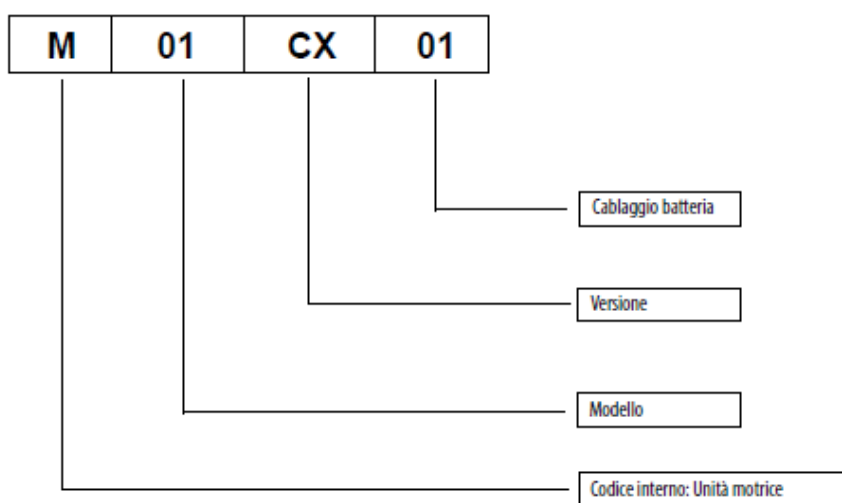 M 01 CX 01
Cablaggio batteria
Versione
Modello
Codice interno: Unità motrice